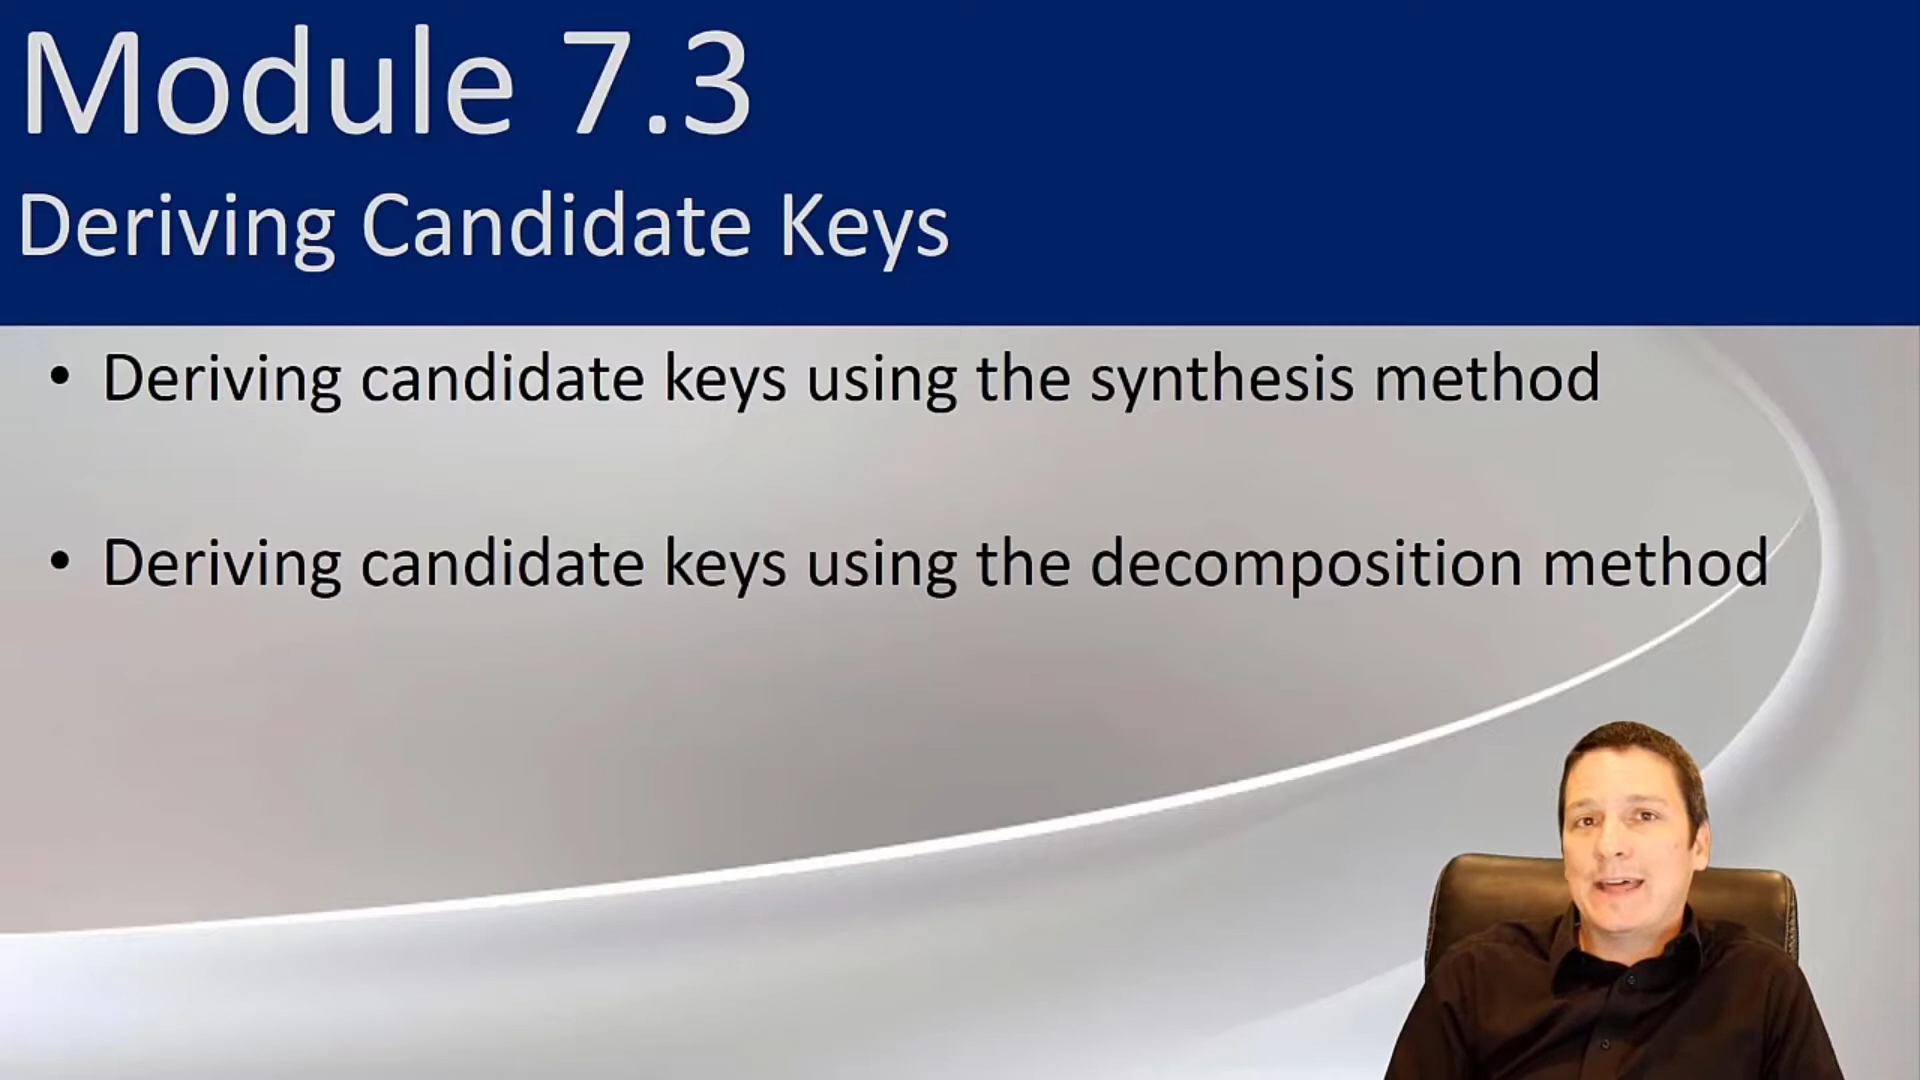 Module 7.3
Deriving Candidate Keys
• Deriving candidate keys using the synthesis method
• Deriving candidate keys using the decomposition method